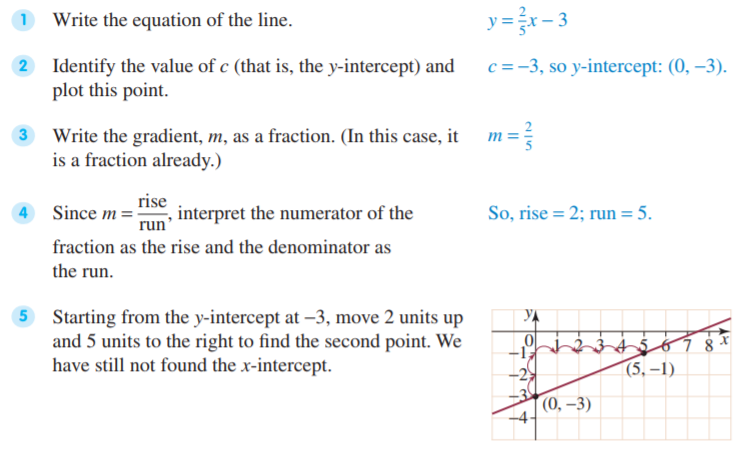 1 Write the equation of the line. y = 2/5 x – 3
2 Identify the value of c (that is, the y-intercept) and c = –3, so y-intercept: (0, –3).
plot this point.
3 Write the gradient, m, as a fraction. (In this case, it m = 2/5
is a fraction already.)
4 Since m = rise/run, interpret the numerator of the So, rise = 2; run = 5.
fraction as the rise and the denominator as
the run.
5 Starting from the y-intercept at –3, move 2 units up
and 5 units to the right to find the second point. We
have still not found the x-intercept.
y
0 1 2 3 4 5 6 7 8 x
–1
–2
–3
–4
(5, –1)
(0, –3)